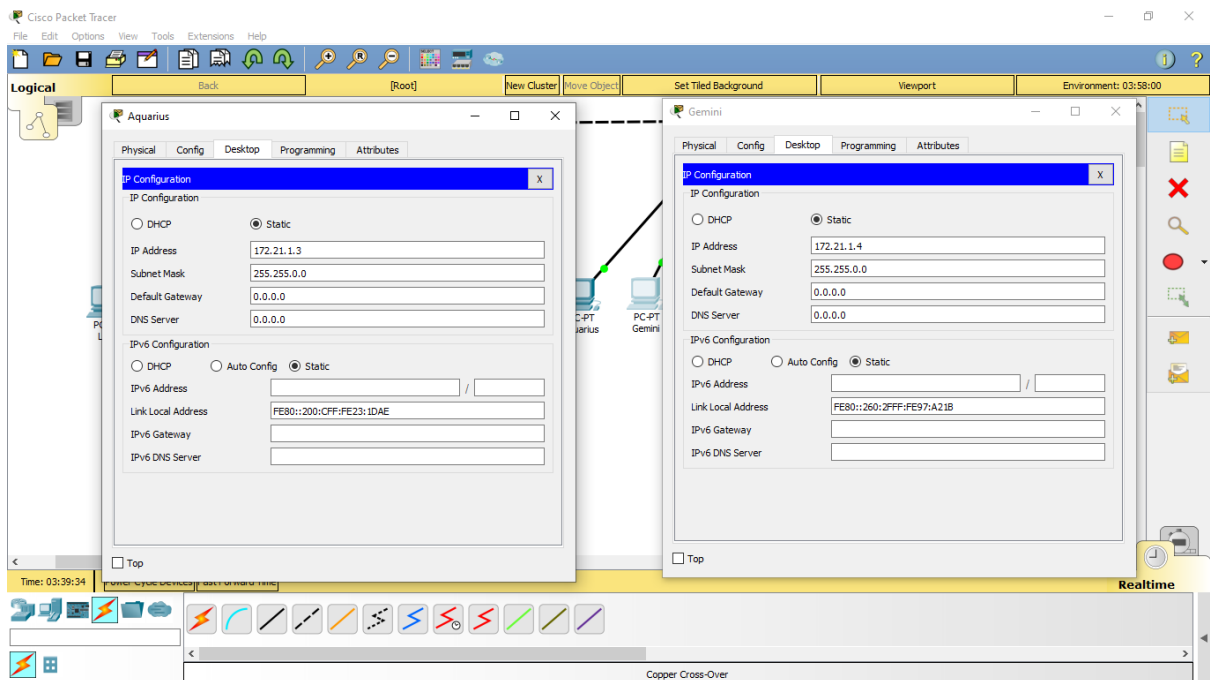 Cisco Packet Tracer
File Edit Options View Tools Extensions Help
Logical Back [Root] New Cluster Move Object Set Tiled Background Viewport Environment: 03:58:00
Aquarius
Physical Config Desktop Programming Attributes
IP Configuration X
IP Configuration
DHCP Static
IP Address 172.21.1.3
Subnet Mask 255.255.0.0
Default Gateway 0.0.0.0
DNS Server 0.0.0.0
IPv6 Configuration
DHCP Auto Config Static
IPv6 Address /
Link Local Address FE80::200:CFF:FE23:1DAE
IPv6 Gateway
IPv6 DNS Server
Top
C-PT
uarius
PC-PT
Gemini
Gemini
Physical Config Desktop Programming Attributes
IP Configuration X
IP Configuration
DHCP Static
IP Address 172.21.1.4
Subnet Mask 255.255.0.0
Default Gateway 0.0.0.0
DNS Server 0.0.0.0
IPv6 Configuration
DHCP Auto Config Static
IPv6 Address /
Link Local Address FE80::260:2FFF:FE97:A21B
IPv6 Gateway
IPv6 DNS Server
Top
Time: 03:39:34 Power Cycle Devices Fast Forward Time Realtime
Copper Cross-Over